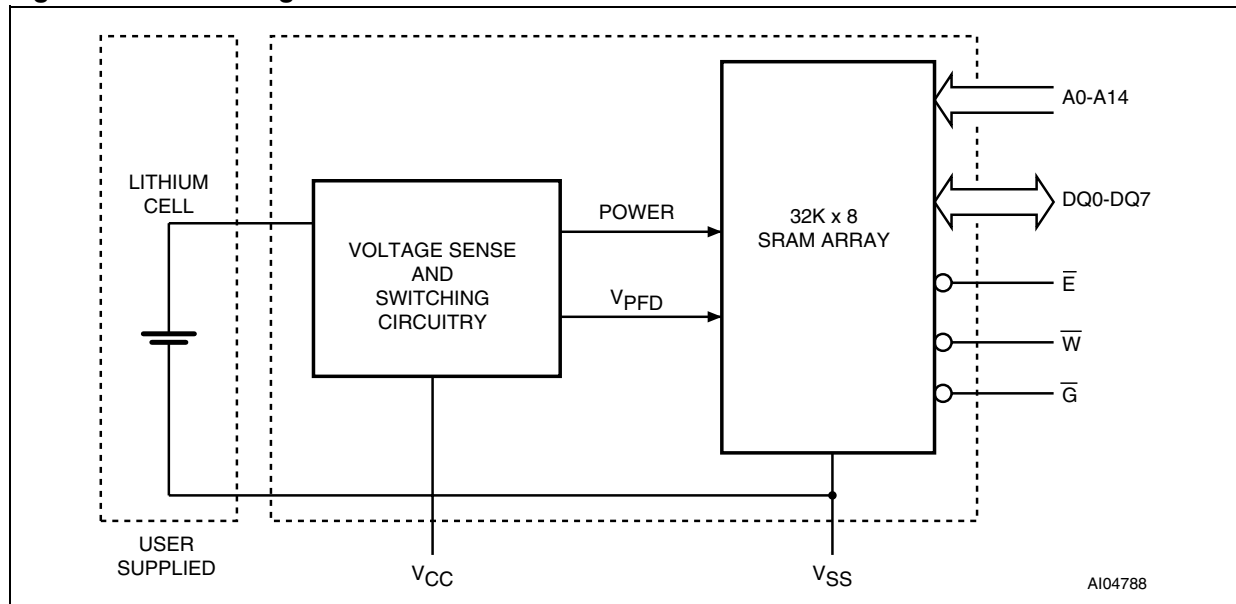 LITHIUM
CELL
VOLTAGE SENSE
AND
SWITCHING
CIRCUITRY
POWER
VPFD
32K x 8
SRAM ARRAY
A0-A14
DQ0-DQ7
E̅
W̅
G̅
USER
SUPPLIED
VCC
VSS
AI04788